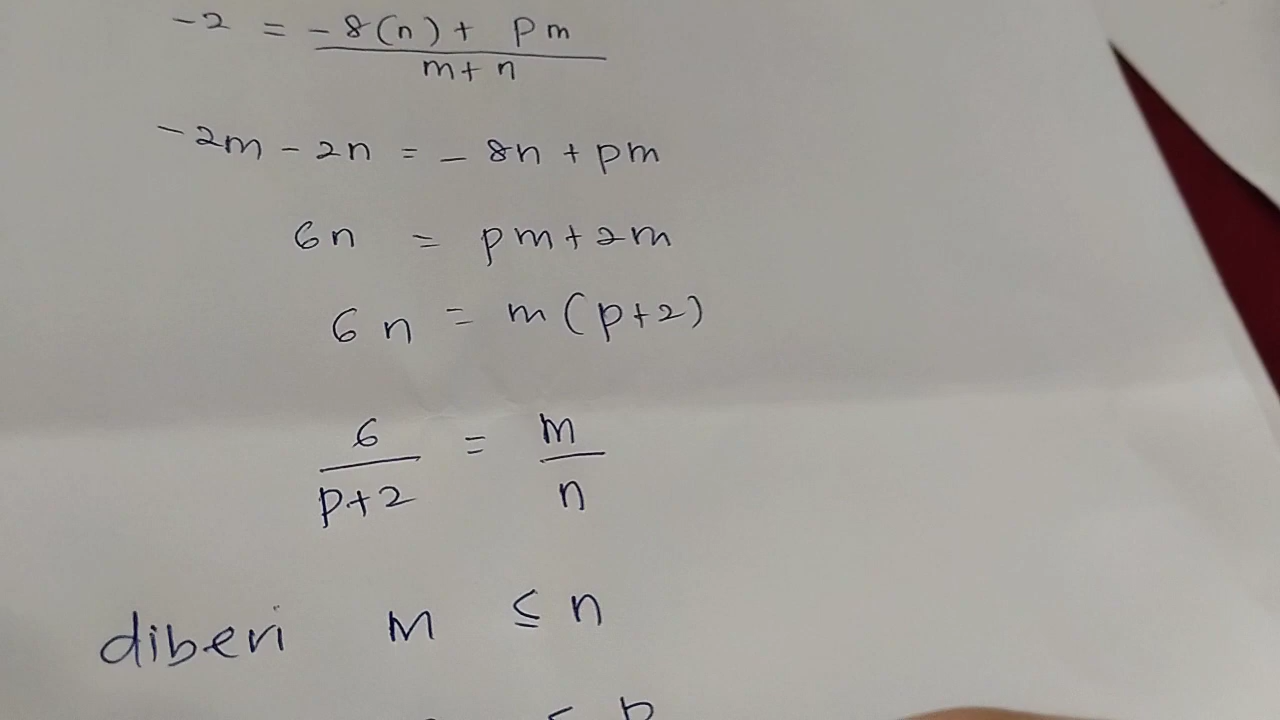 -2 = -8(n) + pm
m+n
-2m - 2n = - 8n + pm
6n = pm+2m
6n = m(p+2)
6 = m
p+2 n
diberi m ≤ n